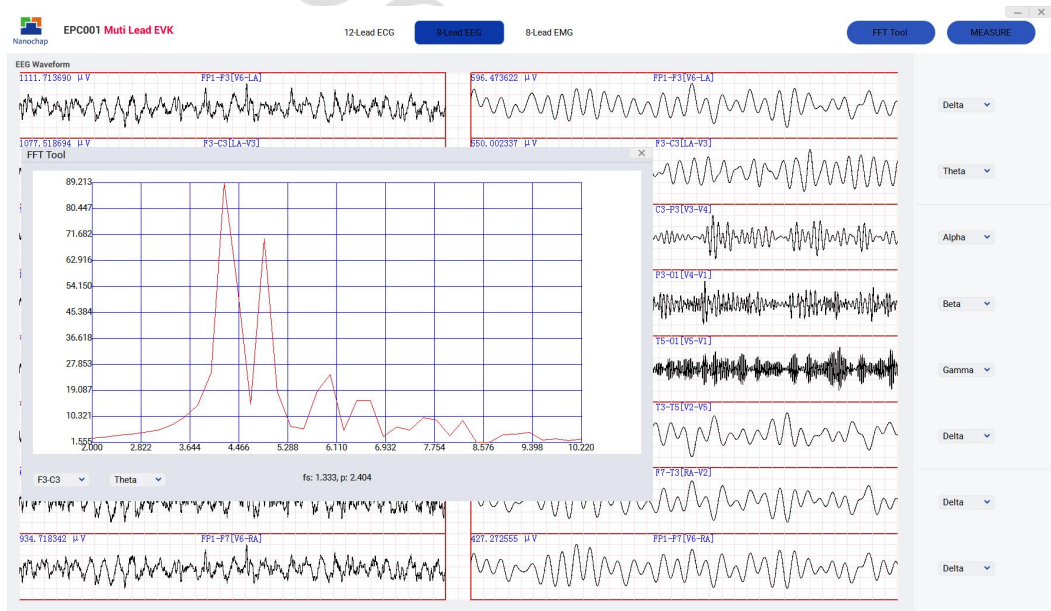 Nanochap
EPC001 Muti Lead EVK
12-Lead ECG
8-Lead EEG
8-Lead EMG
FFT Tool
MEASURE
EEG Waveform
1111.713690 μV
FP1-F3[V6-LA]
596.473622 μV
FP1-F3[V6-LA]
Delta
1077.518694 μV
F3-C3[LA-V3]
550.002337 μV
F3-C3[LA-V3]
Theta
FFT Tool
89.213
80.447
71.682
62.916
54.150
45.384
36.618
27.853
19.087
10.321
1.555
2.000
2.822
3.644
4.466
5.288
6.110
6.932
7.754
8.576
9.398
10.220
F3-C3
Theta
fs: 1.333, p: 2.404
C3-P3[V3-V4]
Alpha
P3-O1[V4-V1]
Beta
T5-O1[V5-V1]
Gamma
T3-T5[V2-V5]
Delta
F7-T3[RA-V2]
Delta
934.718342 μV
FP1-F7[V6-RA]
427.272555 μV
FP1-F7[V6-RA]
Delta